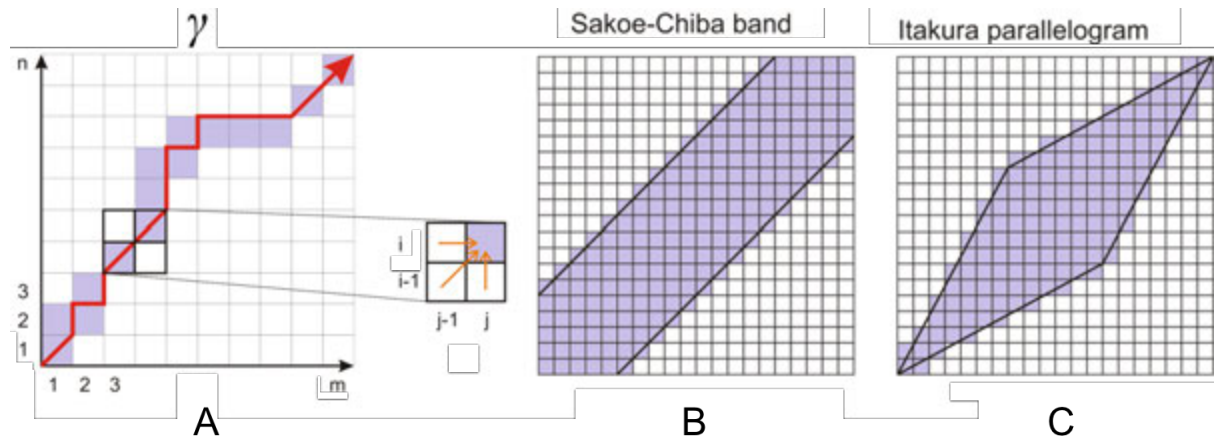 γ
Sakoe-Chiba band
Itakura parallelogram
n
3
2
1
1 2 3 m
i
i-1
j-1 j
A
B
C